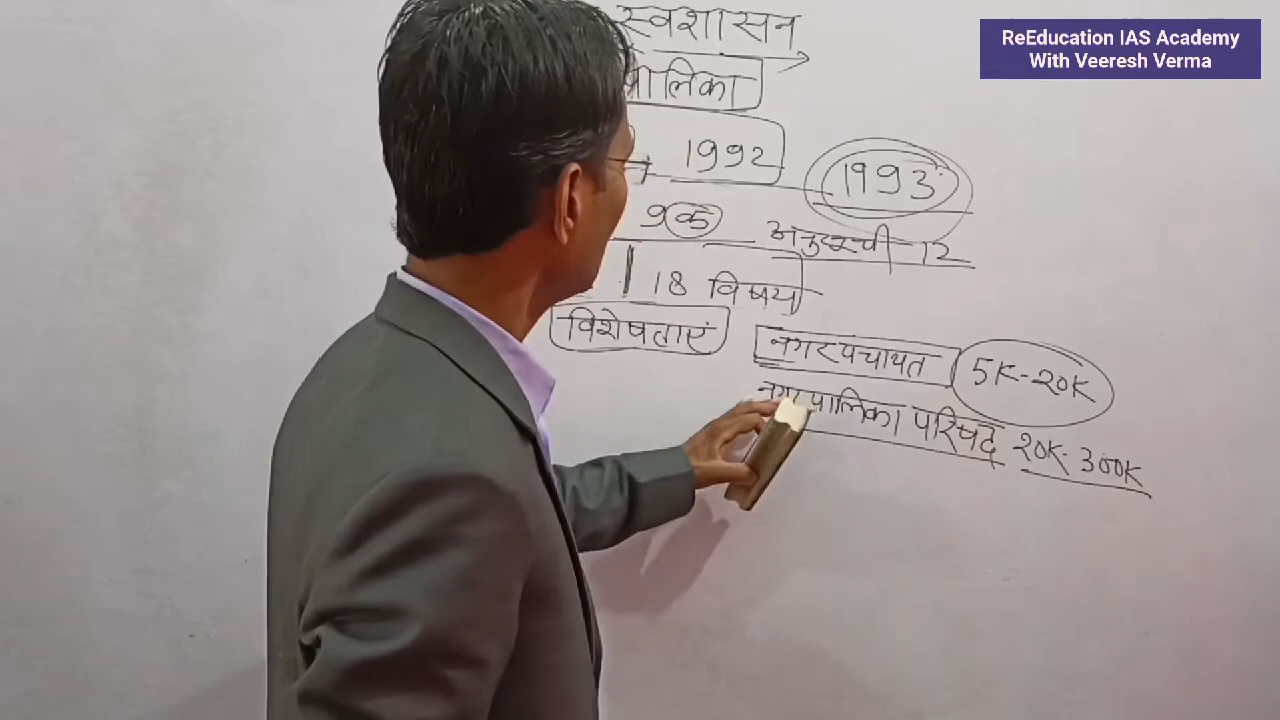 स्वशासन
पालिका
→ 1992
1993
9क
अनुसूची-12
18 विषय
विशेषताएं
नगर पंचायत 5K-20K
नगरपालिका परिषद 20K-300K
ReEducation IAS Academy
With Veeresh Verma